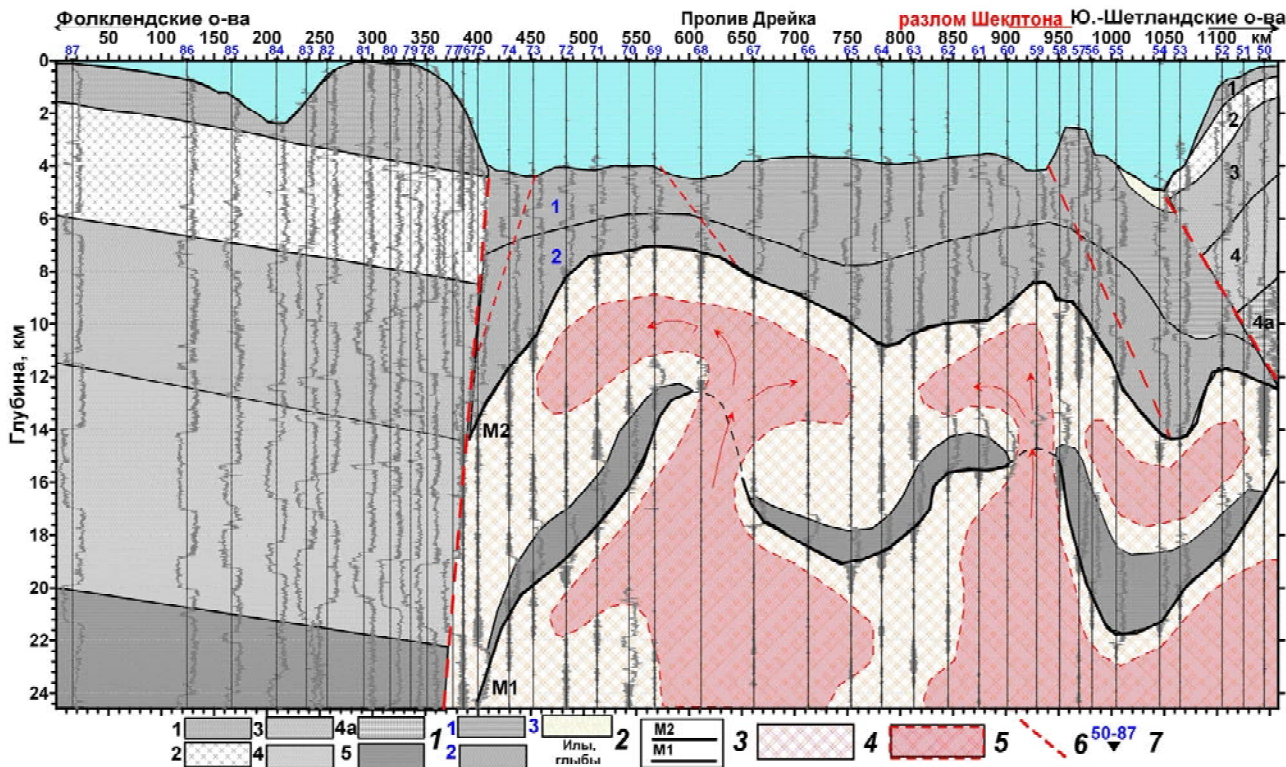 Фолклендские о-ва Пролив Дрейка разлом Шеклтона Ю.-Шетландские о-ва
50 100 150 200 250 300 350 400 450 500 550 600 650 700 750 800 850 900 950 1000 1050 1100 км
87 86 85 84 83 82 81 80 79 78 77 76 75 74 73 72 71 70 69 68 67 66 65 64 63 62 61 60 59 58 57 56 55 54 53 52 51 50
Глубина, км
0
2
4
6
8
10
12
14
16
18
20
22
24
1
2
1
2
3
4
4а
М2
М1
1 3 4а 1 1 3 2 М2 3 4 5 6 50-87 7
2 4 5 2 Илы, М1
глыбы